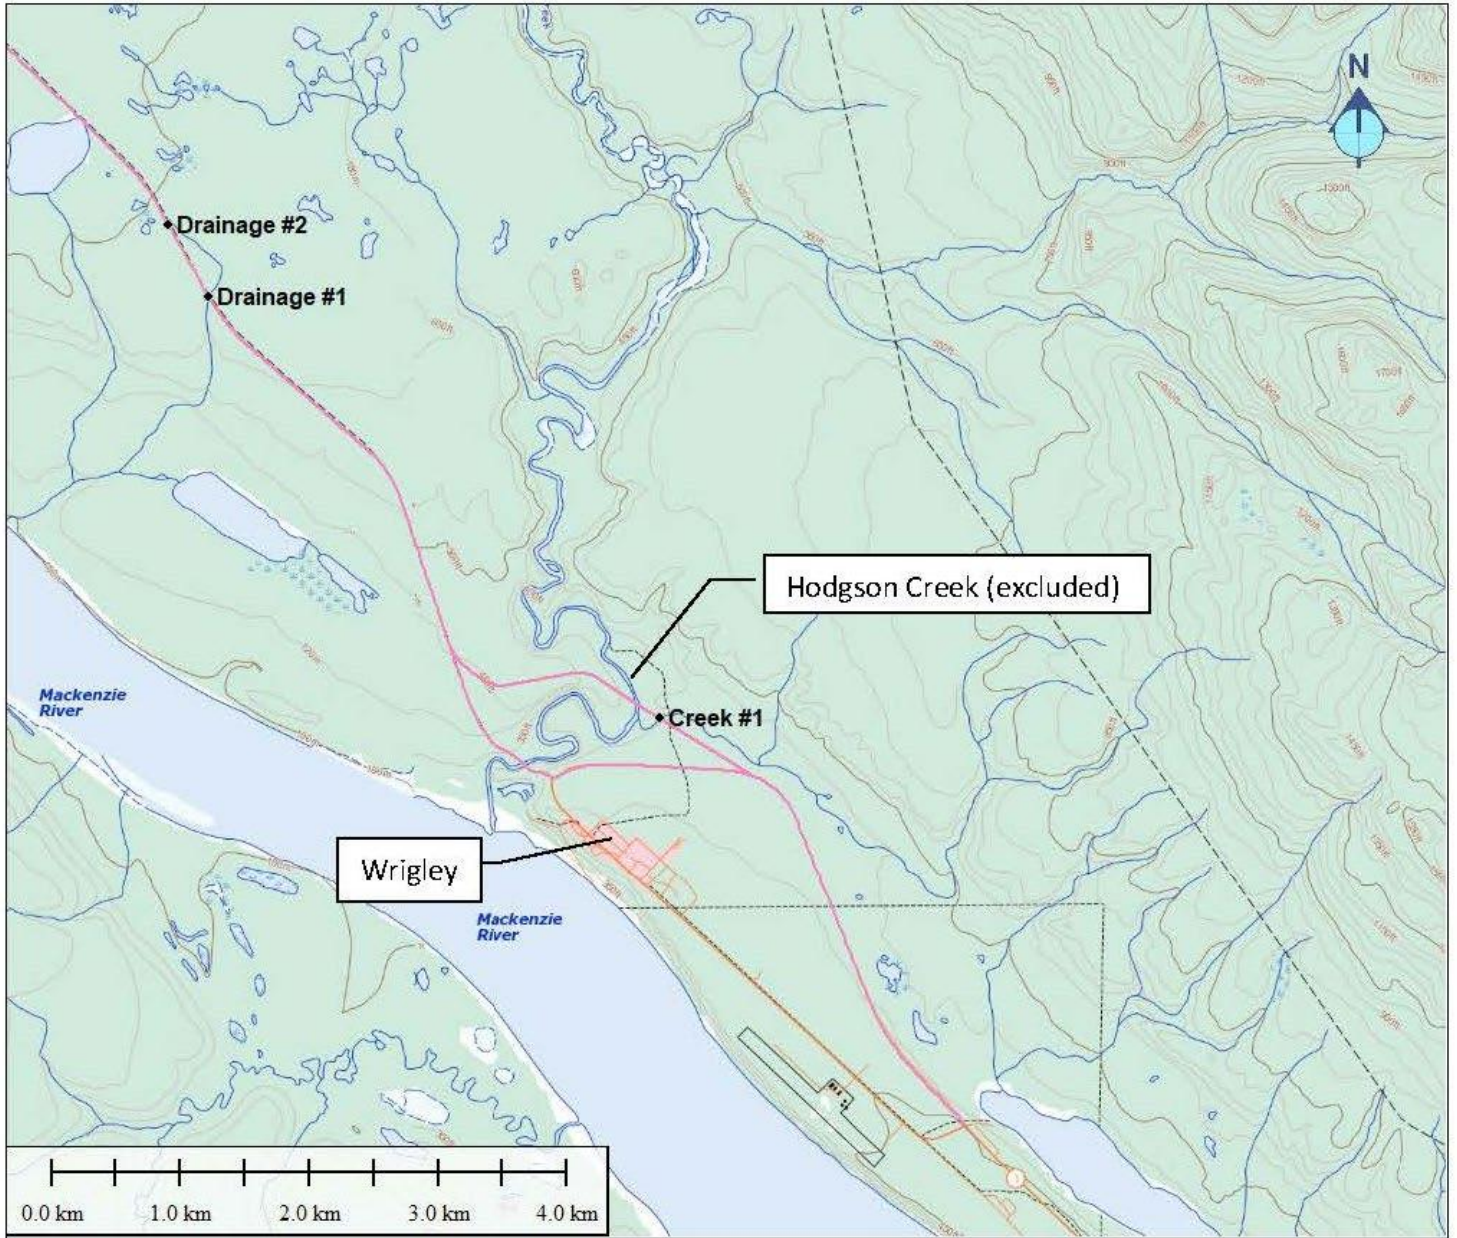 N
Drainage #2
Drainage #1
Hodgson Creek (excluded)
Creek #1
Mackenzie
River
Wrigley
Mackenzie
River
0.0 km
1.0 km
2.0 km
3.0 km
4.0 km